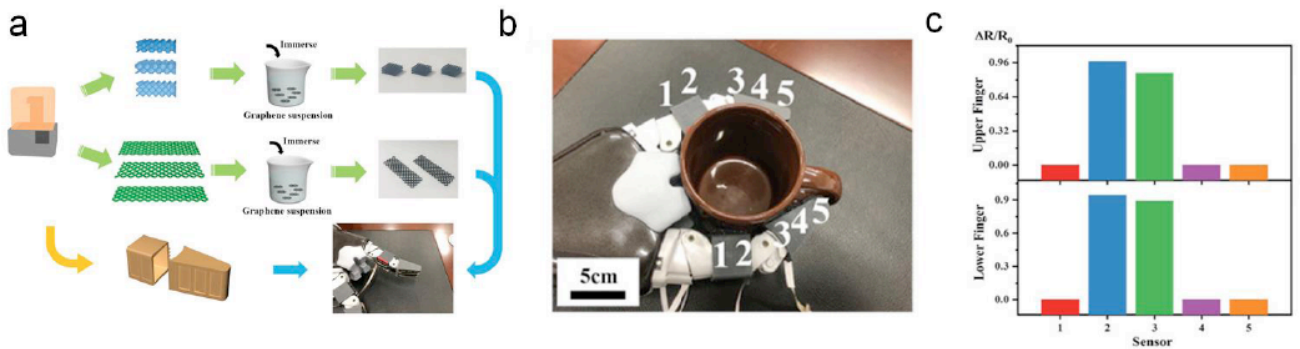 a
Immerse
Graphene suspension
Immerse
Graphene suspension
b
1 2 3 4 5
1 2 3 4 5
5cm
c
ΔR/R₀
Upper Finger
0.96
0.64
0.32
0.00
Lower Finger
0.9
0.6
0.3
0.0
1 2 3 4 5
Sensor